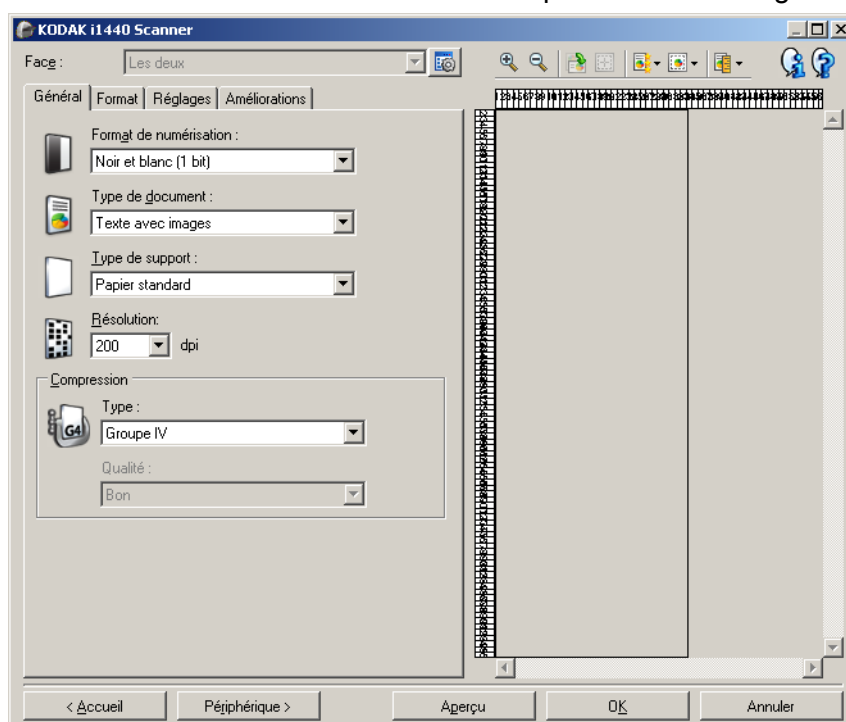 KODAK i1440 Scanner
Face :
Les deux
Général
Format
Réglages
Améliorations
Format de numérisation :
Noir et blanc (1 bit)
Type de document :
Texte avec images
Type de support :
Papier standard
Résolution:
200
dpi
Compression
Type :
G4
Groupe IV
Qualité :
Bon
< Accueil
Périphérique >
Aperçu
OK
Annuler